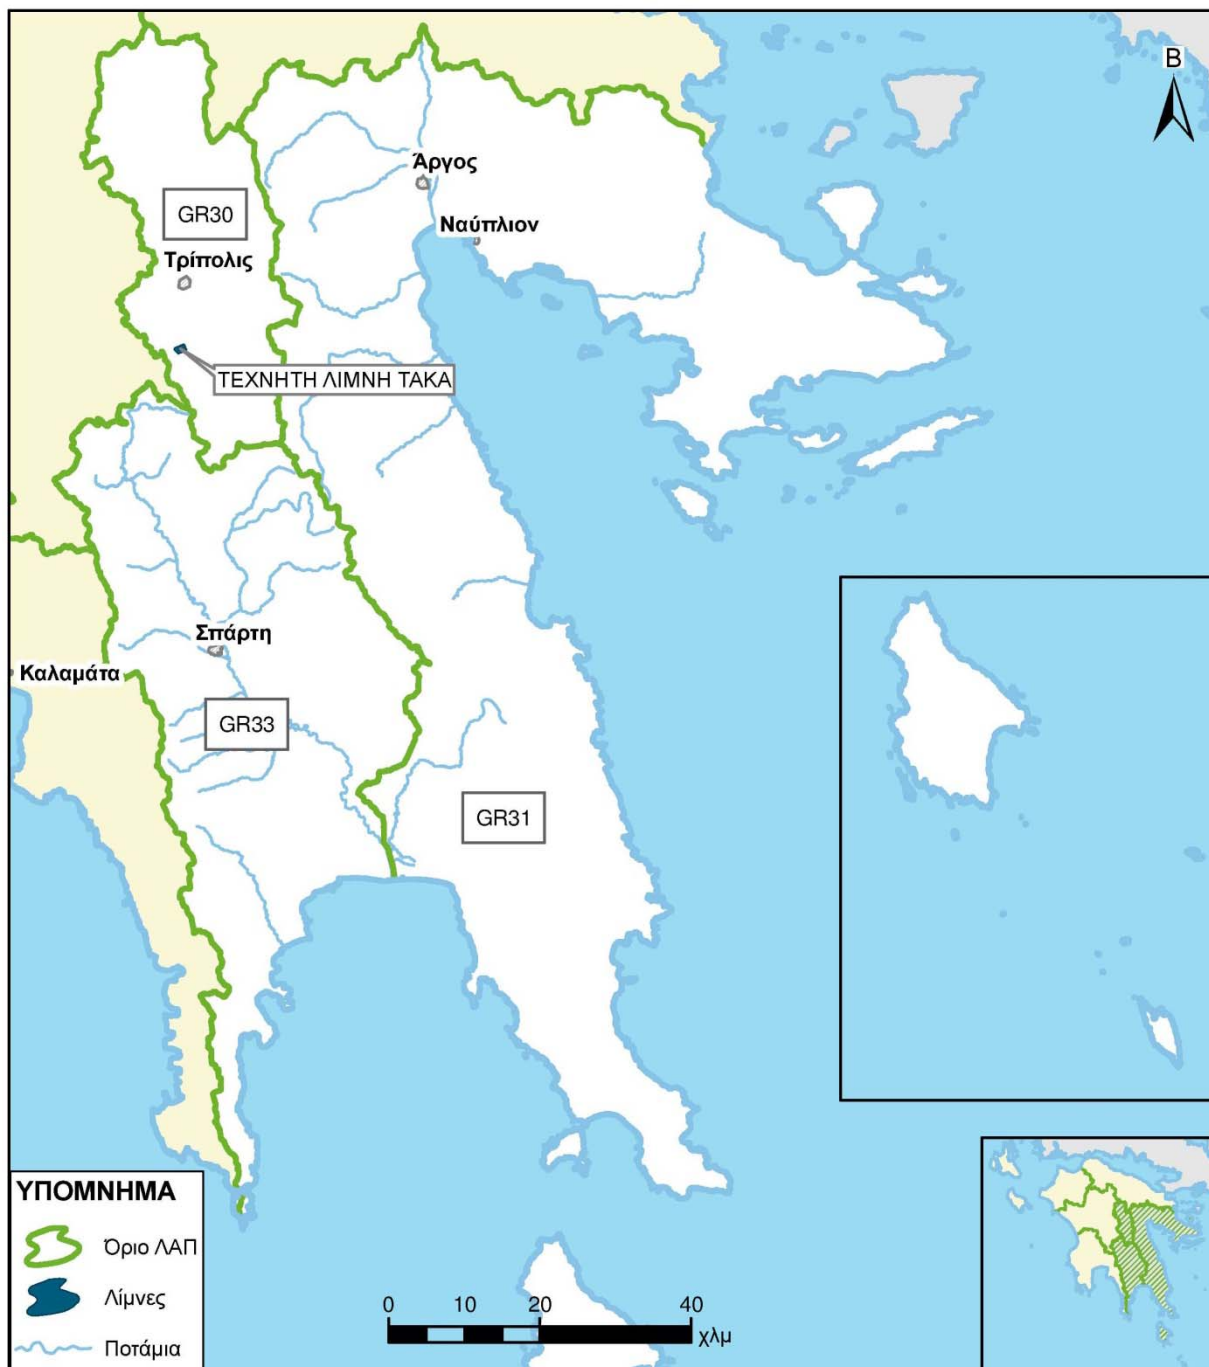 Β
Άργος
GR30
Ναύπλιον
Τρίπολις
ΤΕΧΝΗΤΗ ΛΙΜΝΗ ΤΑΚΑ
Σπάρτη
Καλαμάτα
GR33
GR31
ΥΠΟΜΝΗΜΑ
Όριο ΛΑΠ
Λίμνες
Ποτάμια
0 10 20 40
χλμ